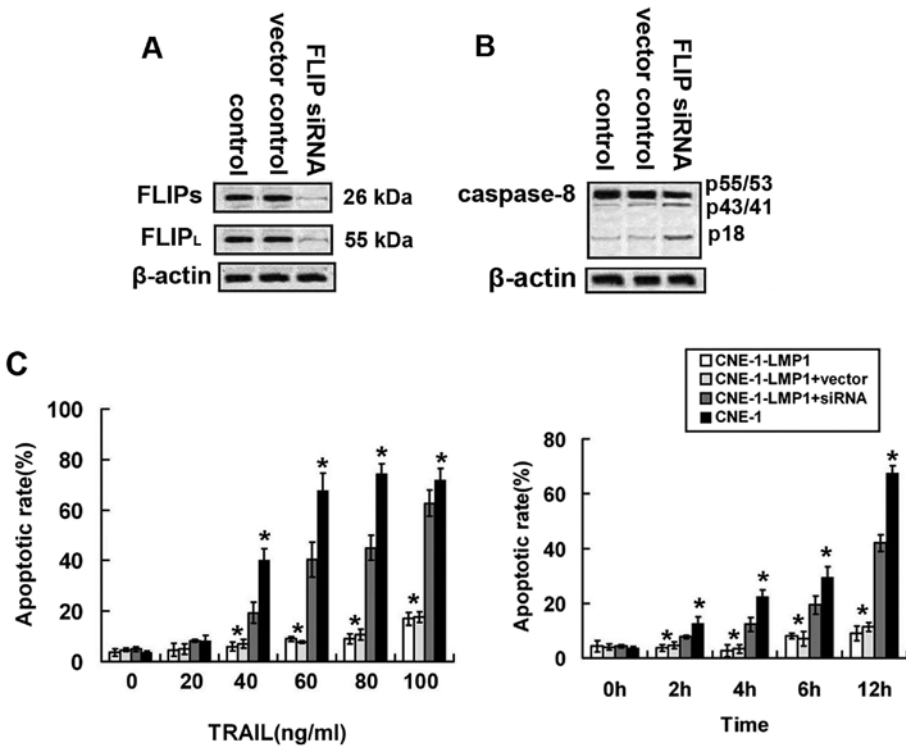 A
control
vector control
FLIP siRNA
FLIPs 26 kDa
FLIPL 55 kDa
β-actin
B
control
vector control
FLIP siRNA
caspase-8 p55/53
p43/41
p18
β-actin
C
Apoptotic rate(%)
100
80
60
40
20
0
* * * * * * * * *
0 20 40 60 80 100
TRAIL(ng/ml)
CNE-1-LMP1
CNE-1-LMP1+vector
CNE-1-LMP1+siRNA
CNE-1
Apoptotic rate(%)
80
60
40
20
0
* * * * * * * *
0h 2h 4h 6h 12h
Time